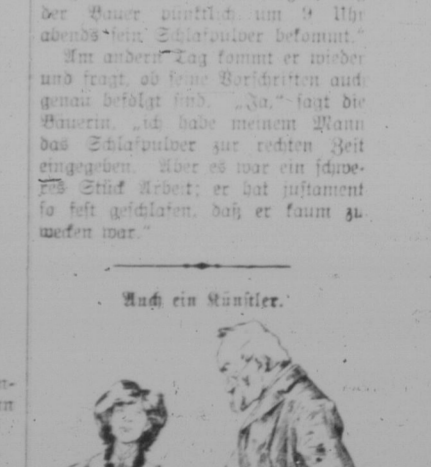 der Bauer pünktlich um 9 Uhr
abends sein Schlafpulver bekommt."
Am andern Tag kommt er wieder
und fragt, ob seine Vorschriften auch
genau befolgt sind. „Ja,“ sagt die
Bäuerin, „ich habe meinem Mann
das Schlafpulver zur rechten Zeit
eingegeben. Aber es war ein schwe-
res Stück Arbeit; er hat justament
so fest geschlafen, daß er kaum zu
wecken war.“
Auch ein Künstler.